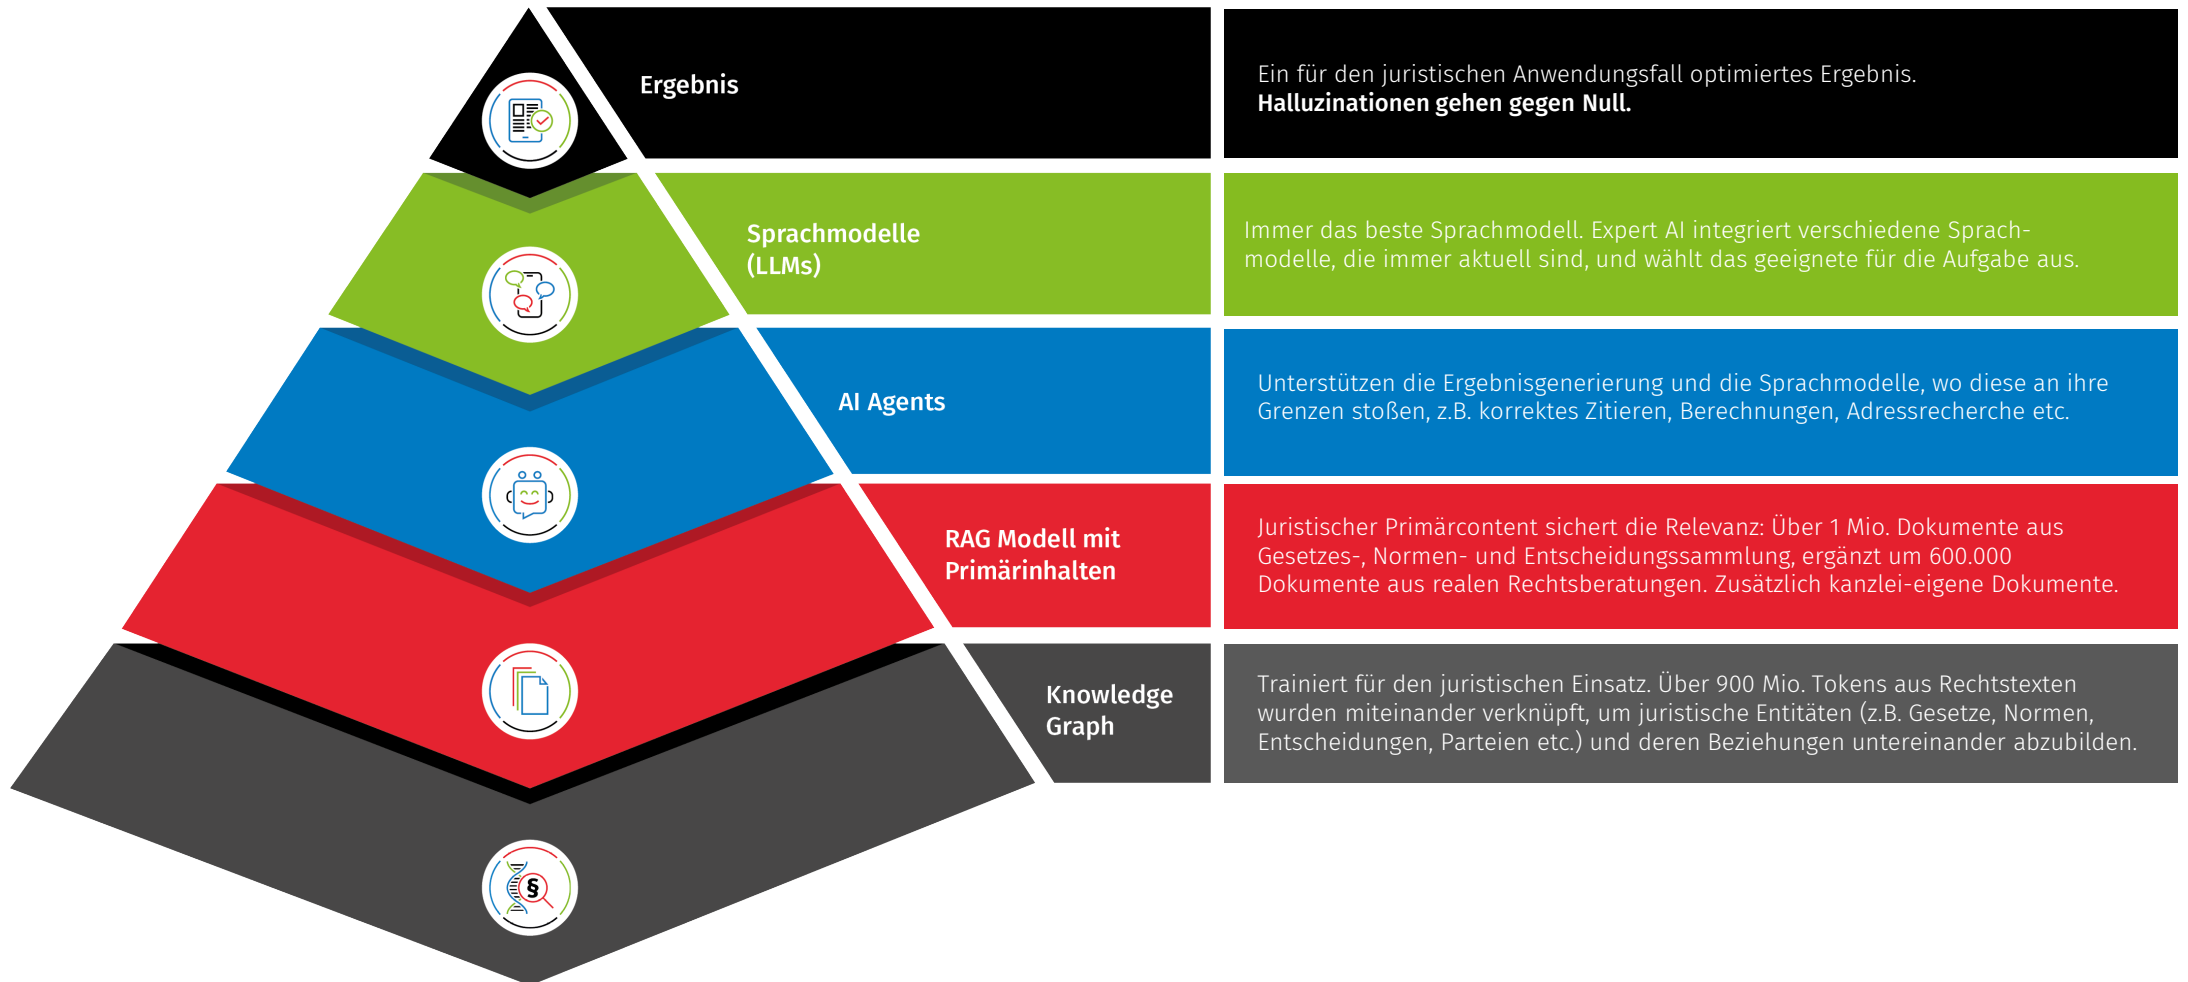 Ergebnis
Ein für den juristischen Anwendungsfall optimiertes Ergebnis.
Halluzinationen gehen gegen Null.
Sprachmodelle
(LLMs)
Immer das beste Sprachmodell. Expert AI integriert verschiedene Sprach-
modelle, die immer aktuell sind, und wählt das geeignete für die Aufgabe aus.
AI Agents
Unterstützen die Ergebnisgenerierung und die Sprachmodelle, wo diese an ihre
Grenzen stoßen, z.B. korrektes Zitieren, Berechnungen, Adressrecherche etc.
RAG Modell mit
Primärinhalten
Juristischer Primärcontent sichert die Relevanz: Über 1 Mio. Dokumente aus
Gesetzes-, Normen- und Entscheidungssammlung, ergänzt um 600.000
Dokumente aus realen Rechtsberatungen. Zusätzlich kanzlei-eigene Dokumente.
Knowledge
Graph
Trainiert für den juristischen Einsatz. Über 900 Mio. Tokens aus Rechtstexten
wurden miteinander verknüpft, um juristische Entitäten (z.B. Gesetze, Normen,
Entscheidungen, Parteien etc.) und deren Beziehungen untereinander abzubilden.
§